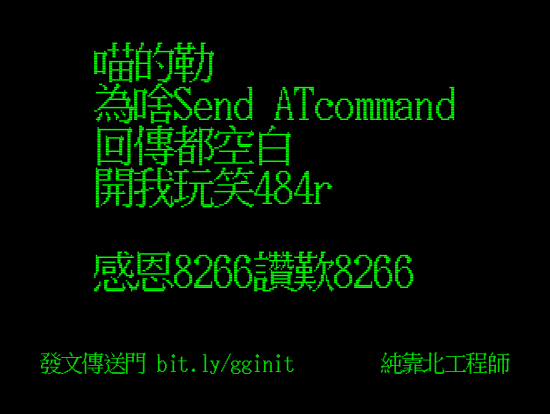 喵的勒
為啥Send ATcommand
回傳都空白
開我玩笑484r
感恩8266讚歎8266
發文傳送門 bit.ly/gginit
純靠北工程師